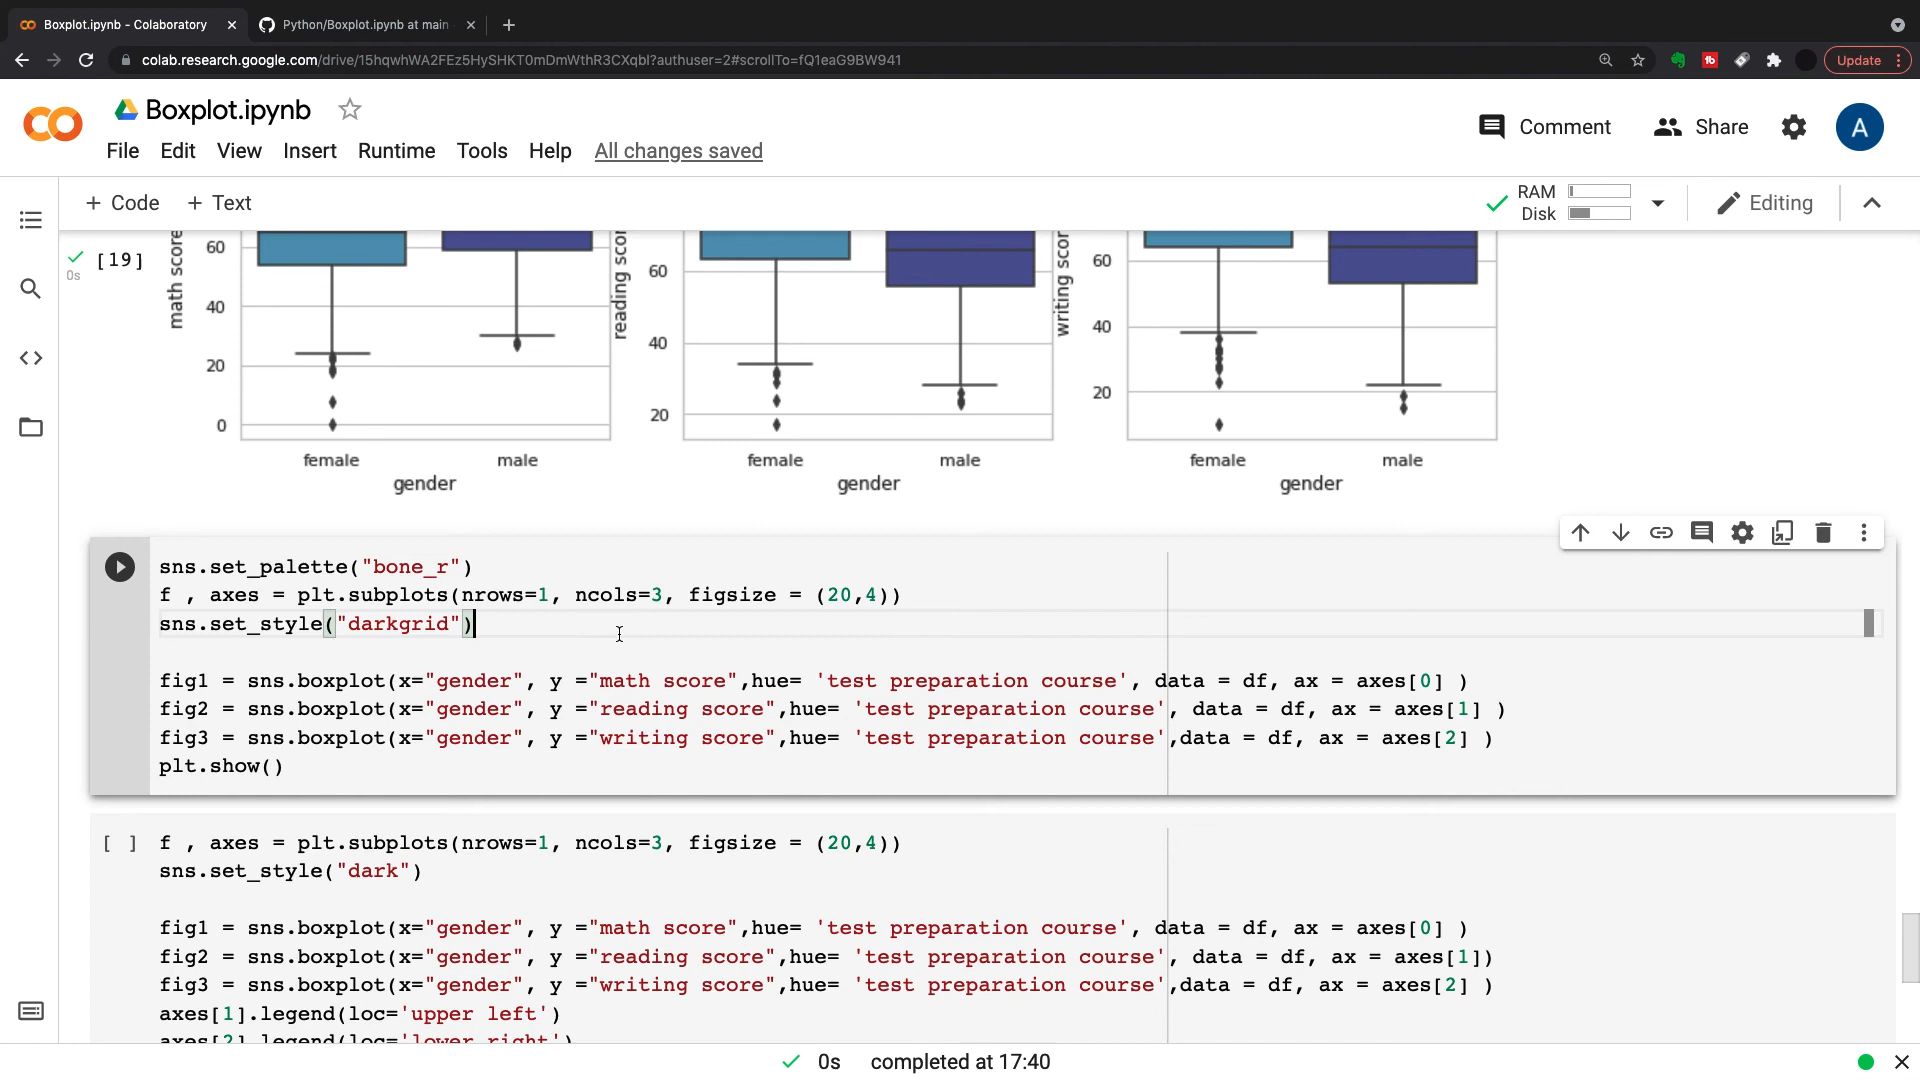 Boxplot.ipynb - Colaboratory
Python/Boxplot.ipynb at main
colab.research.google.com/drive/15hqwhWA2FEz5HySHKT0mDmWthR3CXqbl?authuser=2#scrollTo=fQ1eaG9BW941
Update
Boxplot.ipynb
Comment
Share
A
File Edit View Insert Runtime Tools Help All changes saved
+ Code + Text
RAM
Disk
Editing
[19]
0s
math score
60
40
20
0
female male
gender
reading scor
60
40
20
female male
gender
writing scor
60
40
20
female male
gender
sns.set_palette("bone_r")
f , axes = plt.subplots(nrows=1, ncols=3, figsize = (20,4))
sns.set_style("darkgrid")
fig1 = sns.boxplot(x="gender", y ="math score",hue= 'test preparation course', data = df, ax = axes[0] )
fig2 = sns.boxplot(x="gender", y ="reading score",hue= 'test preparation course', data = df, ax = axes[1] )
fig3 = sns.boxplot(x="gender", y ="writing score",hue= 'test preparation course',data = df, ax = axes[2] )
plt.show()
[ ]
f , axes = plt.subplots(nrows=1, ncols=3, figsize = (20,4))
sns.set_style("dark")
fig1 = sns.boxplot(x="gender", y ="math score",hue= 'test preparation course', data = df, ax = axes[0] )
fig2 = sns.boxplot(x="gender", y ="reading score",hue= 'test preparation course', data = df, ax = axes[1])
fig3 = sns.boxplot(x="gender", y ="writing score",hue= 'test preparation course',data = df, ax = axes[2] )
axes[1].legend(loc='upper left')
axes[2].legend(loc='lower right')
0s completed at 17:40